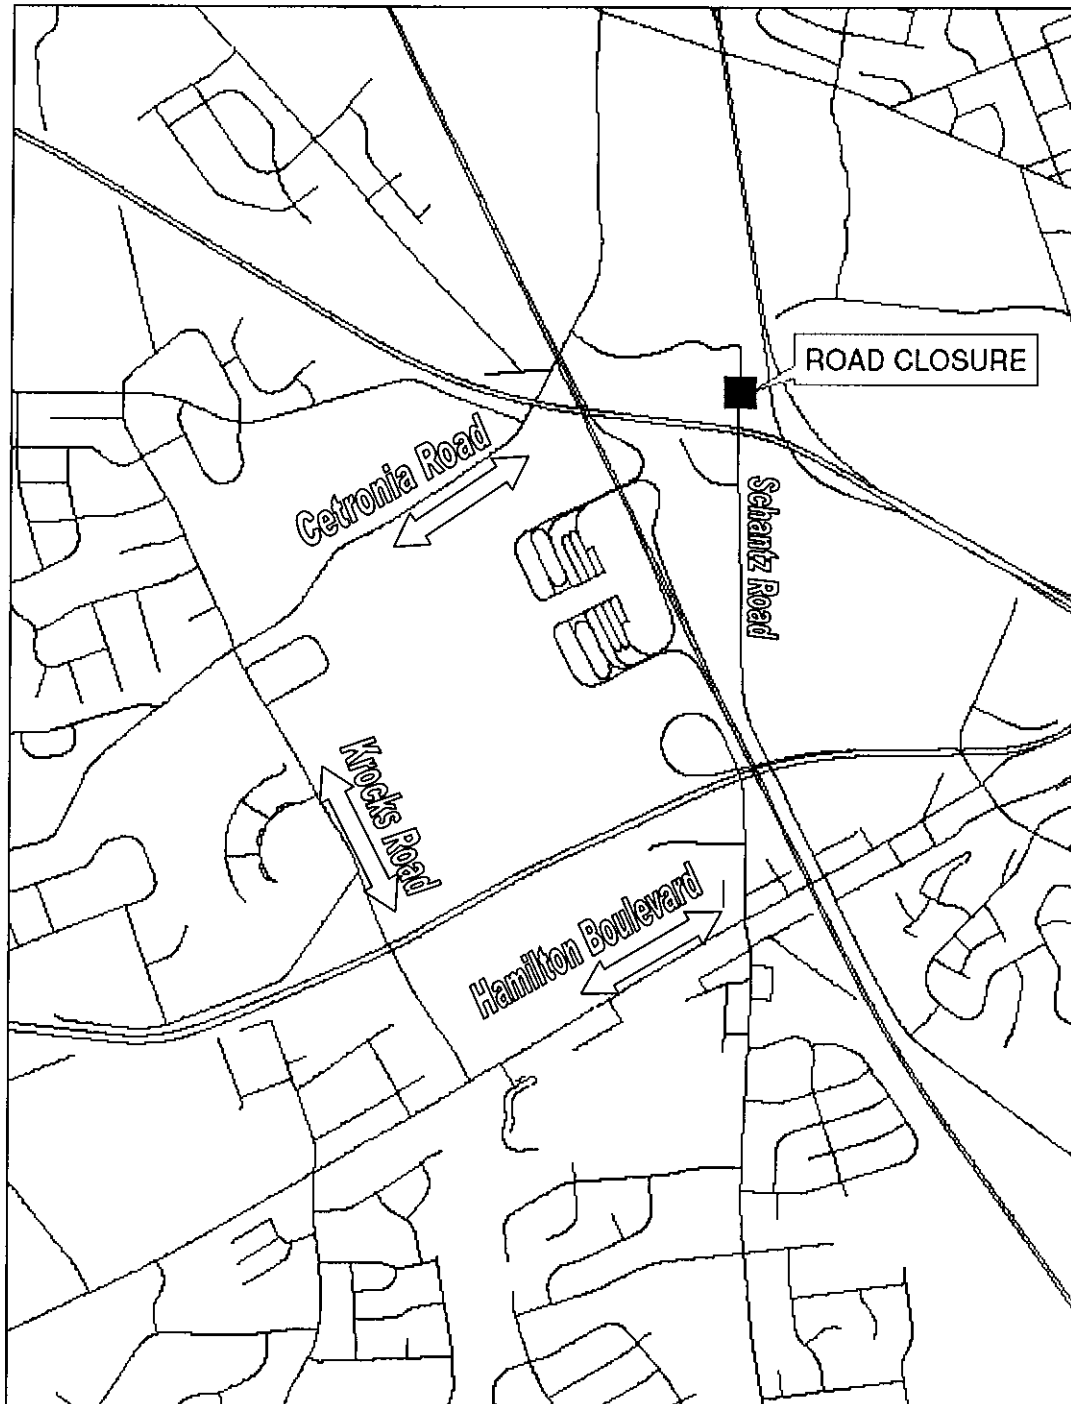 ROAD CLOSURE
Cetronia Road
Schantz Road
Krocks Road
Hamilton Boulevard